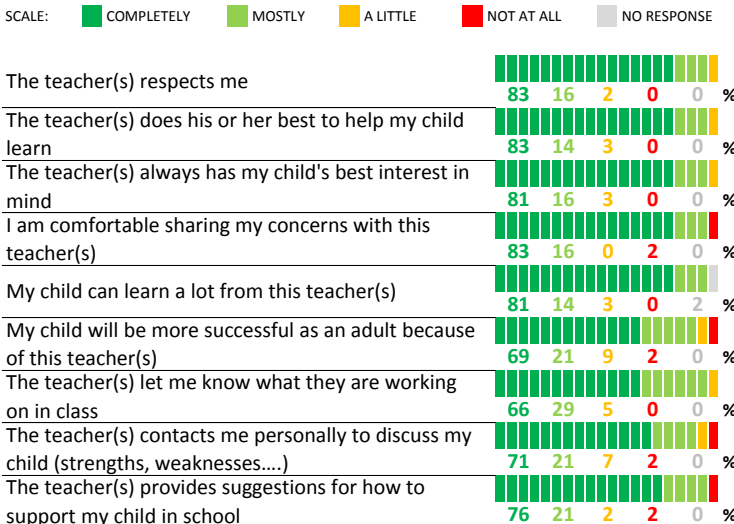 SCALE: COMPLETELY MOSTLY A LITTLE NOT AT ALL NO RESPONSE
The teacher(s) respects me
83 16 2 0 0 %
The teacher(s) does his or her best to help my child
learn
83 14 3 0 0 %
The teacher(s) always has my child's best interest in
mind
81 16 3 0 0 %
I am comfortable sharing my concerns with this
teacher(s)
83 16 0 2 0 %
My child can learn a lot from this teacher(s)
81 14 3 0 2 %
My child will be more successful as an adult because
of this teacher(s)
69 21 9 2 0 %
The teacher(s) let me know what they are working
on in class
66 29 5 0 0 %
The teacher(s) contacts me personally to discuss my
child (strengths, weaknesses....)
71 21 7 2 0 %
The teacher(s) provides suggestions for how to
support my child in school
76 21 2 2 0 %